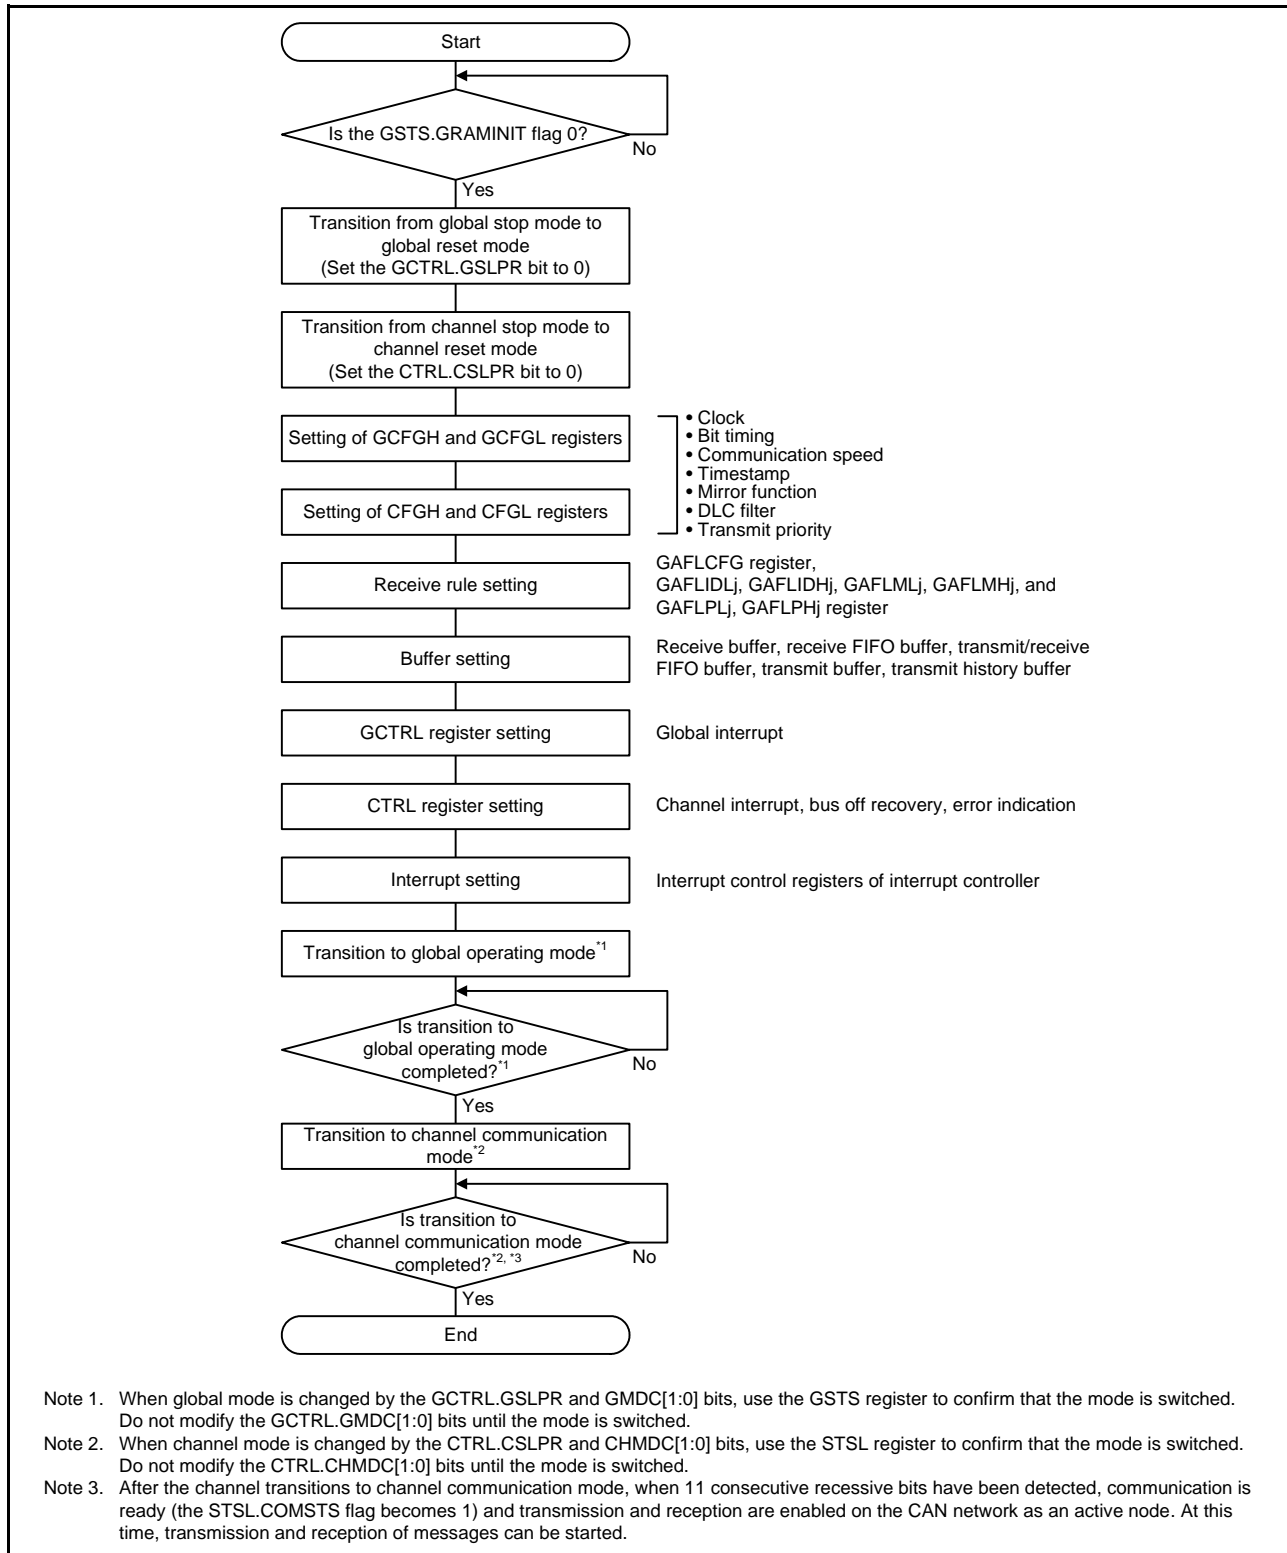 Start
Is the GSTS.GRAMINIT flag 0?
No
Yes
Transition from global stop mode to
global reset mode
(Set the GCTRL.GSLPR bit to 0)
Transition from channel stop mode to
channel reset mode
(Set the CTRL.CSLPR bit to 0)
Setting of GCFGH and GCFGL registers
Setting of CFGH and CFGL registers
• Clock
• Bit timing
• Communication speed
• Timestamp
• Mirror function
• DLC filter
• Transmit priority
Receive rule setting
GAFLCFG register,
GAFLIDLj, GAFLIDHj, GAFLMLj, GAFLMHj, and
GAFLPLj, GAFLPHj register
Buffer setting
Receive buffer, receive FIFO buffer, transmit/receive
FIFO buffer, transmit buffer, transmit history buffer
GCTRL register setting
Global interrupt
CTRL register setting
Channel interrupt, bus off recovery, error indication
Interrupt setting
Interrupt control registers of interrupt controller
Transition to global operating mode*1
Is transition to
global operating mode
completed?*1
No
Yes
Transition to channel communication
mode*2
Is transition to
channel communication mode
completed?*2, *3
No
Yes
End
Note 1. When global mode is changed by the GCTRL.GSLPR and GMDC[1:0] bits, use the GSTS register to confirm that the mode is switched.
Do not modify the GCTRL.GMDC[1:0] bits until the mode is switched.
Note 2. When channel mode is changed by the CTRL.CSLPR and CHMDC[1:0] bits, use the STSL register to confirm that the mode is switched.
Do not modify the CTRL.CHMDC[1:0] bits until the mode is switched.
Note 3. After the channel transitions to channel communication mode, when 11 consecutive recessive bits have been detected, communication is
ready (the STSL.COMSTS flag becomes 1) and transmission and reception are enabled on the CAN network as an active node. At this
time, transmission and reception of messages can be started.